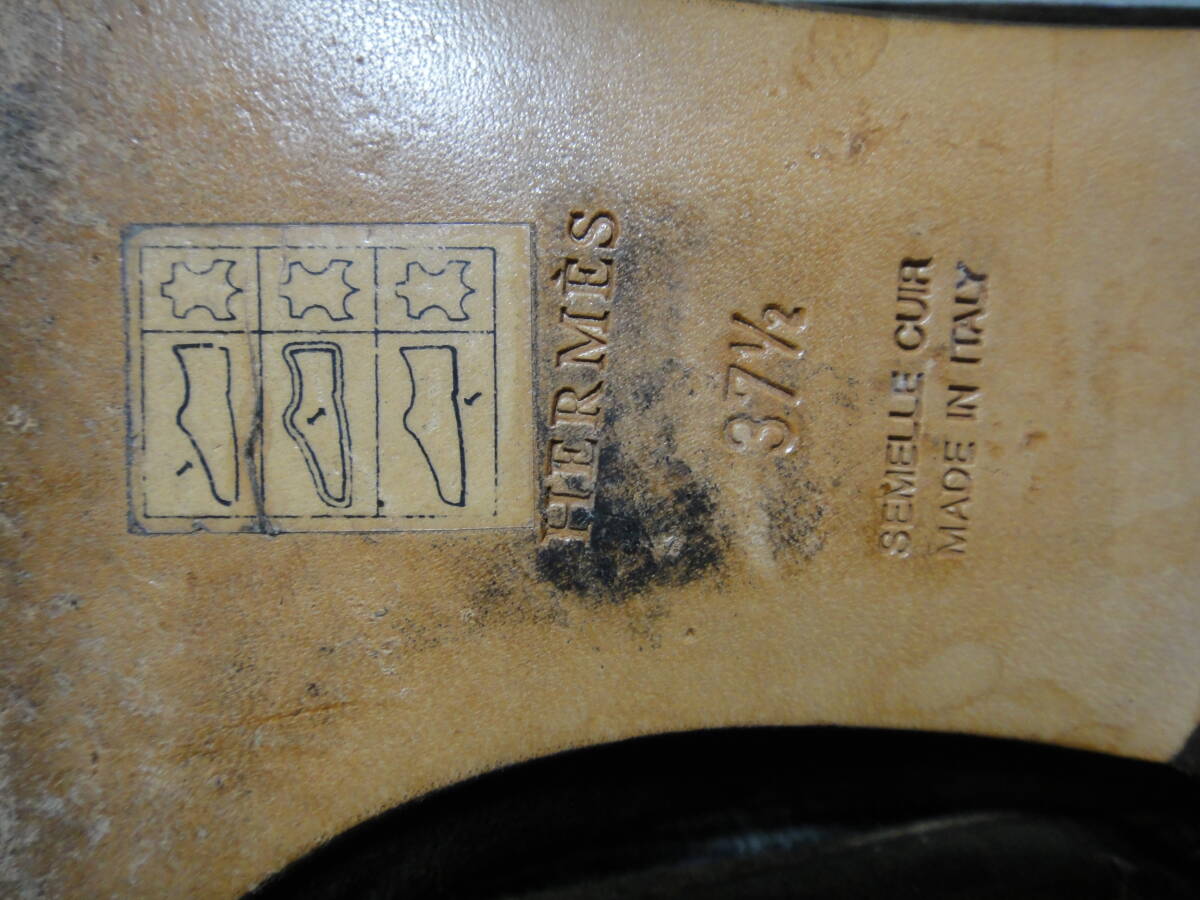 HERMÈS
37½
SEMELLE CUIR
MADE IN ITALY